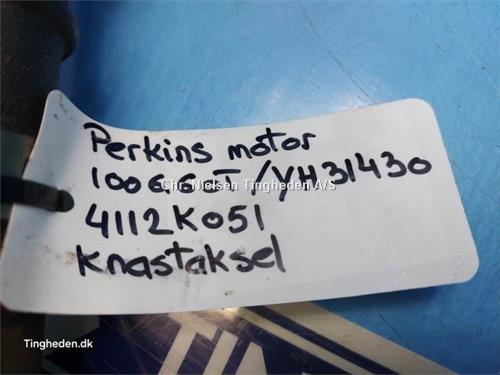 Perkins motor
1006.6T/YH31430
Chr. Nielsen Tingheden A/S
4112K051
Knastaksel
Tingheden.dk